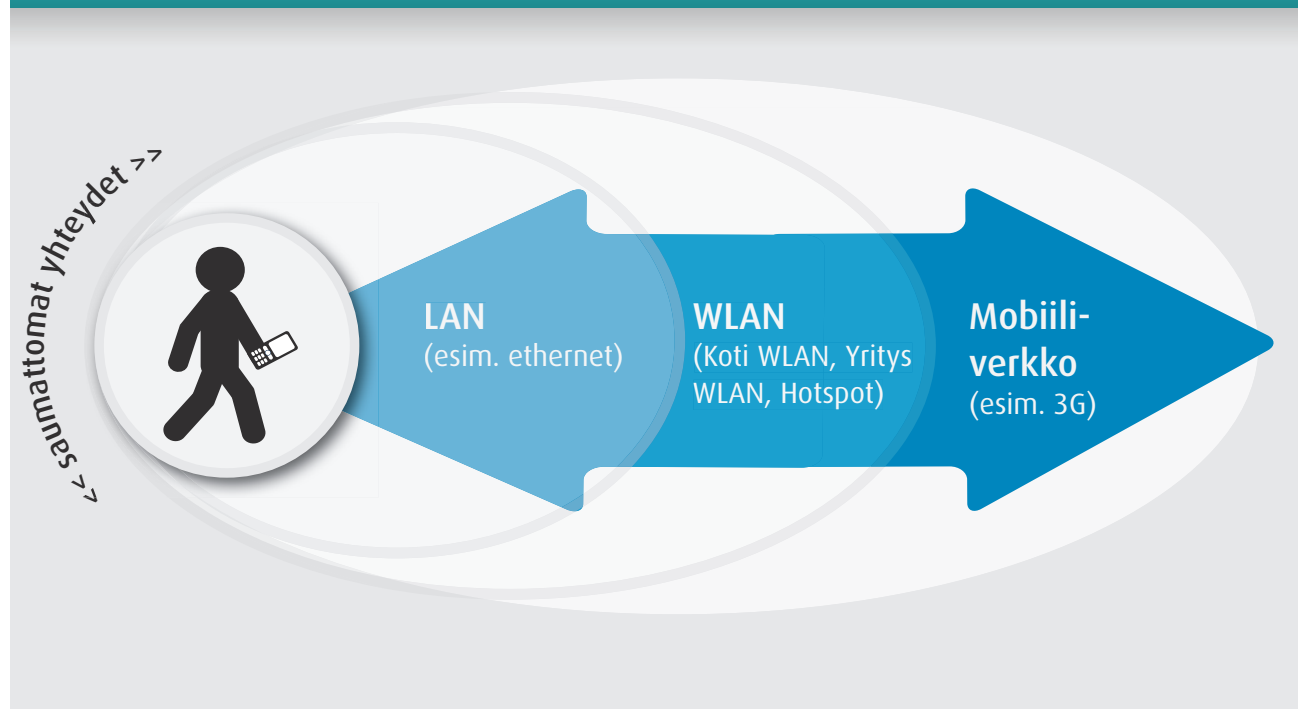 << saumattomat yhteydet >>
LAN
(esim. ethernet)
WLAN
(Koti WLAN, Yritys
WLAN, Hotspot)
Mobiili-
verkko
(esim. 3G)